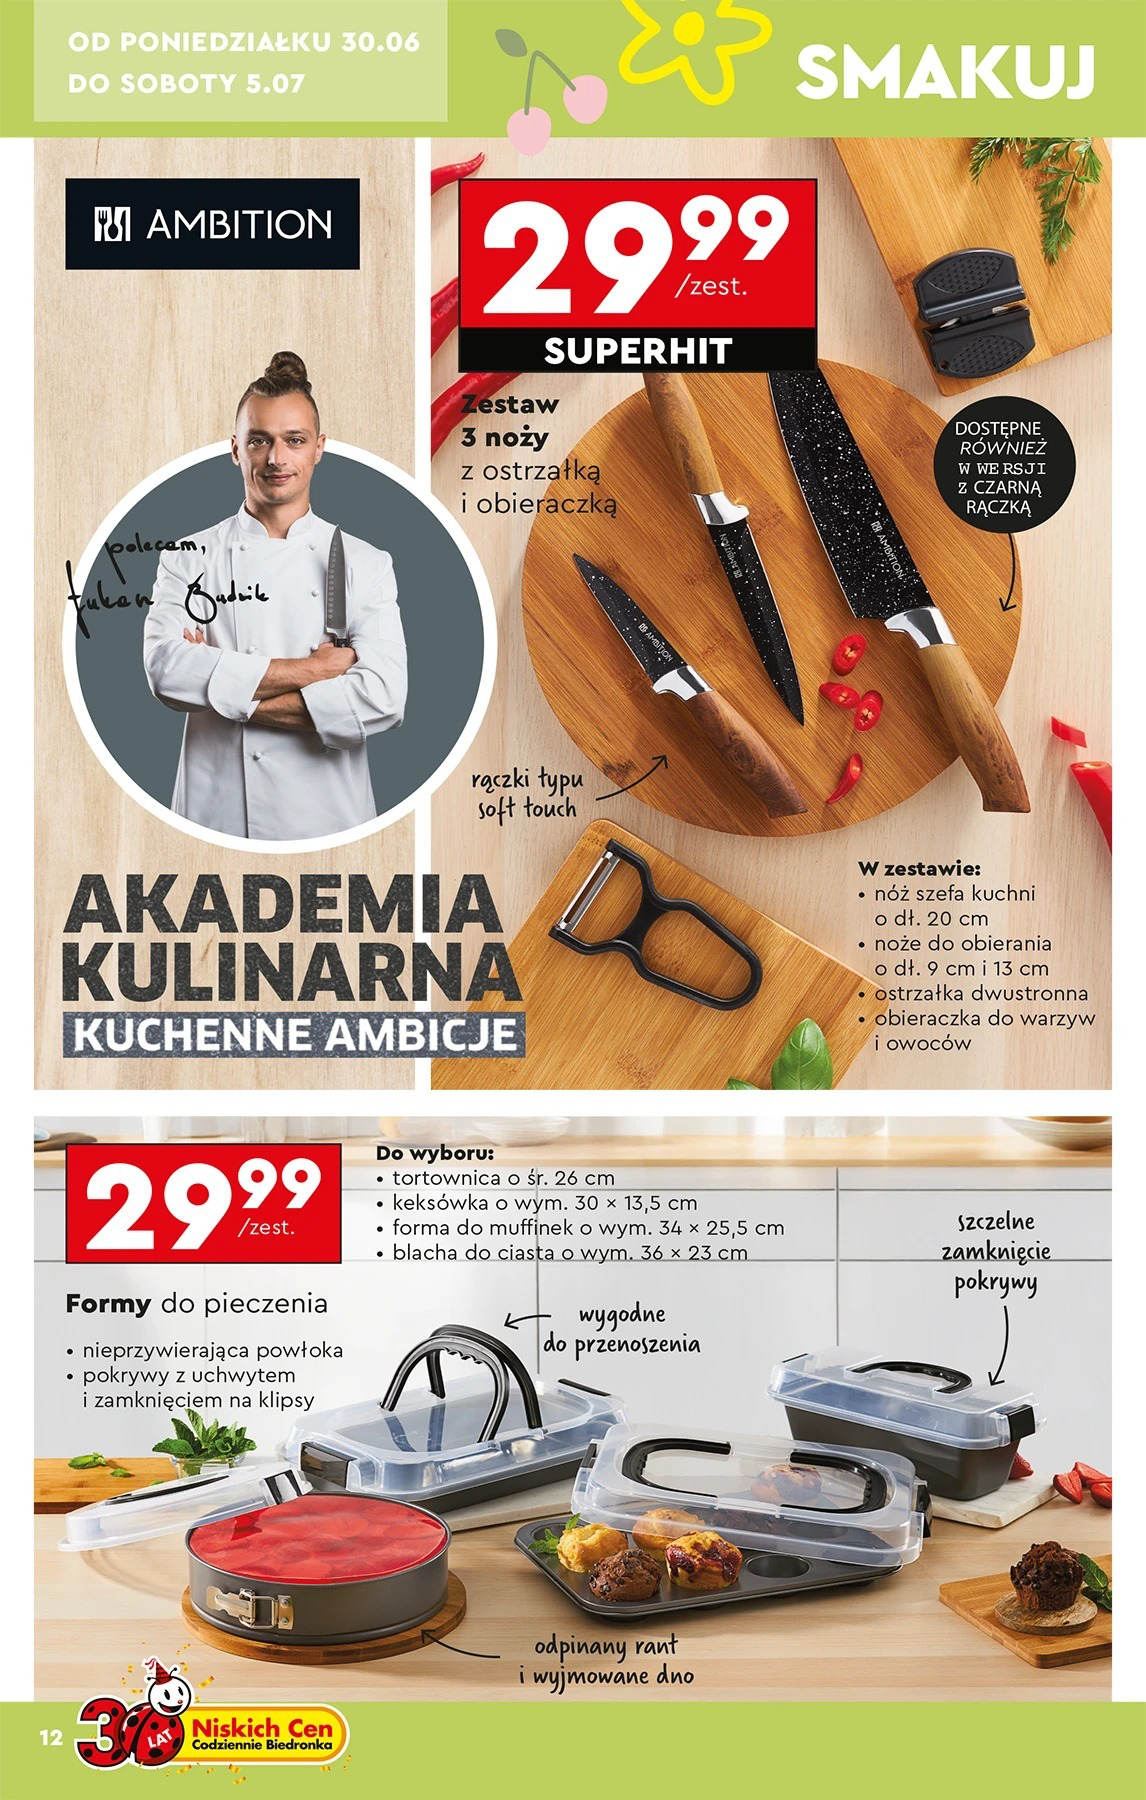 OD PONIEDZIAŁKU 30.06
DO SOBOTY 5.07
SMAKUJ
AMBITION
29 99
/zest.
SUPERHIT
Zestaw
3 noży
z ostrzałką
i obieraczką
DOSTĘPNE
RÓWNIEŻ
W WERSJI
Z CZARNĄ
RĄCZKĄ
AMBITION
AMBITION
AMBITION
polecam,
Łukasz Budzik
rączki typu
soft touch
AKADEMIA
KULINARNA
KUCHENNE AMBICJE
W zestawie:
• nóż szefa kuchni
o dł. 20 cm
• noże do obierania
o dł. 9 cm i 13 cm
• ostrzałka dwustronna
• obieraczka do warzyw
i owoców
29 99
/zest.
Do wyboru:
• tortownica o śr. 26 cm
• keksówka o wym. 30 × 13,5 cm
• forma do muffinek o wym. 34 × 25,5 cm
• blacha do ciasta o wym. 36 × 23 cm
Formy do pieczenia
• nieprzywierająca powłoka
• pokrywy z uchwytem
i zamknięciem na klipsy
wygodne
do przenoszenia
szczelne
zamknięcie
pokrywy
odpinany rant
i wyjmowane dno
12
30 LAT
Niskich Cen
Codziennie Biedronka